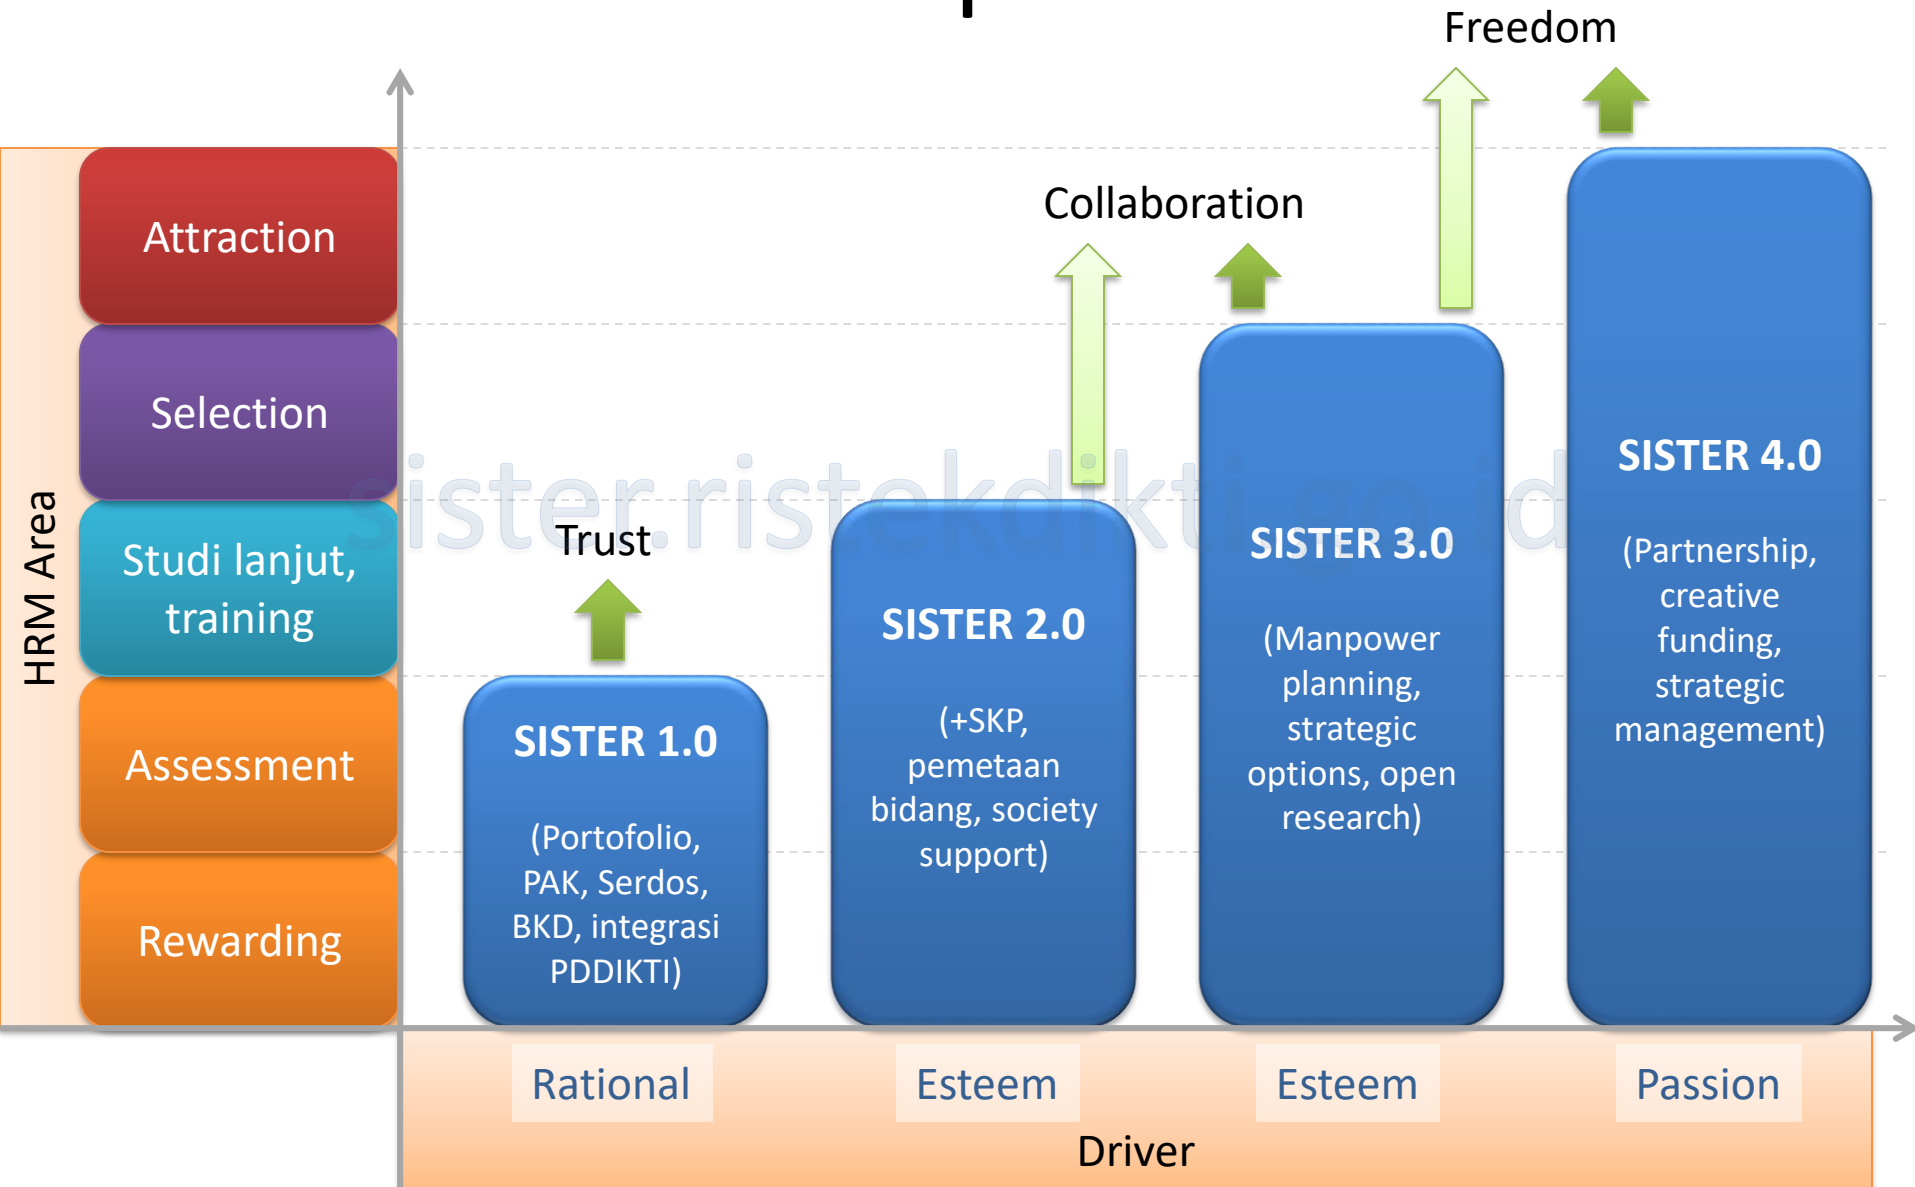 Freedom
Collaboration
Trust
HRM Area
Attraction
Selection
Studi lanjut,
training
Assessment
Rewarding
sister.ristekdikti.go.id
SISTER 1.0
(Portofolio,
PAK, Serdos,
BKD, integrasi
PDDIKTI)
SISTER 2.0
(+SKP,
pemetaan
bidang, society
support)
SISTER 3.0
(Manpower
planning,
strategic
options, open
research)
SISTER 4.0
(Partnership,
creative
funding,
strategic
management)
Rational
Esteem
Esteem
Passion
Driver